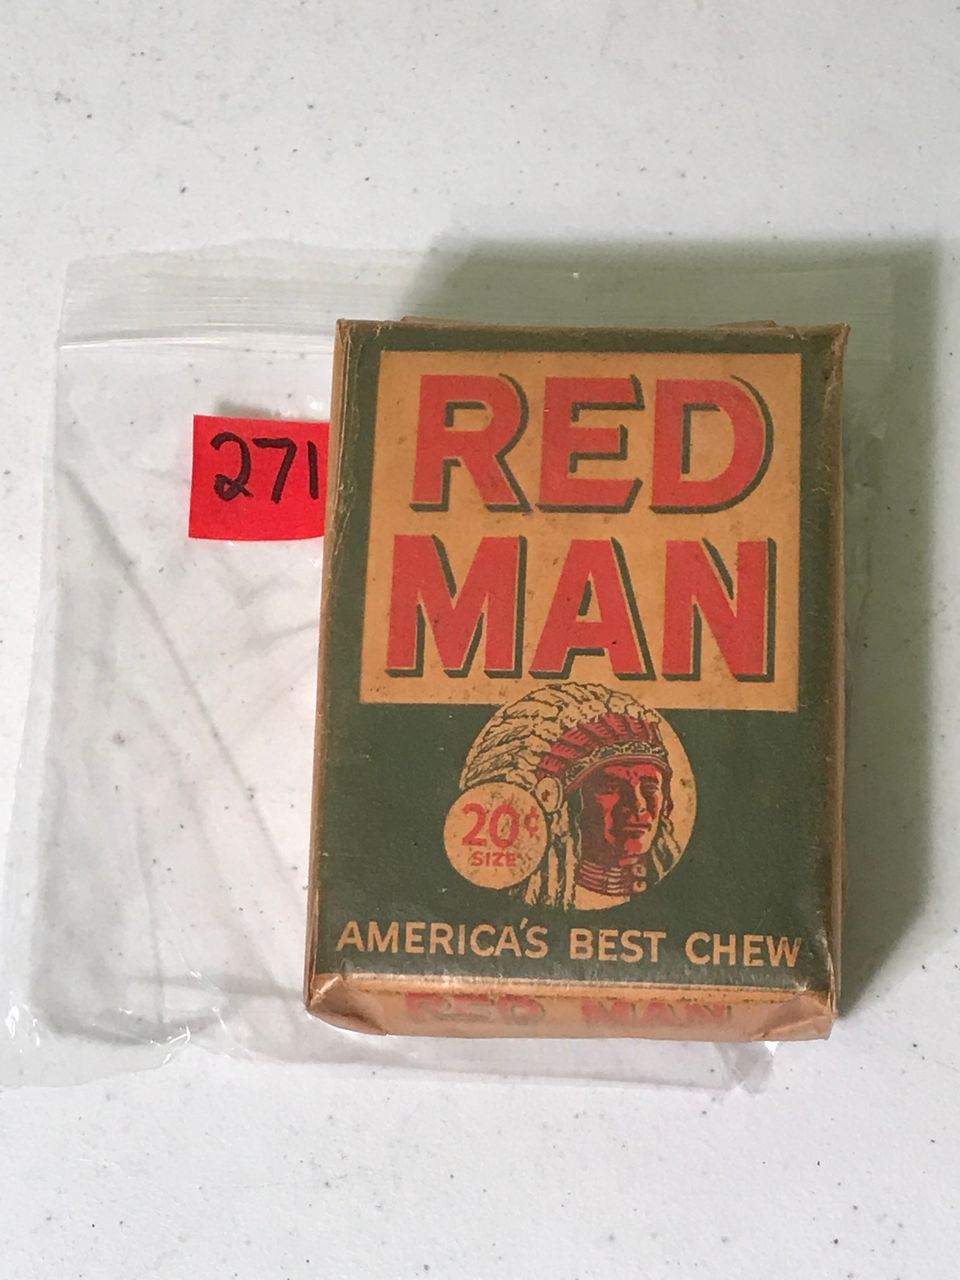 271
RED
MAN
20¢
SIZE
AMERICA'S BEST CHEW
RED MAN